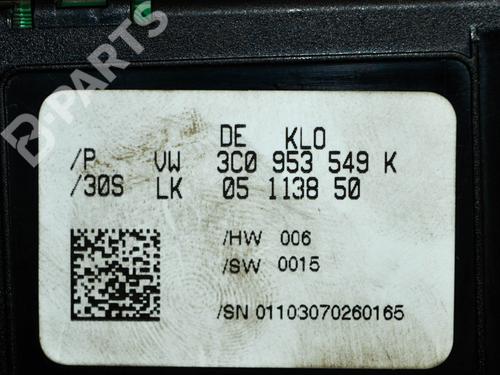 B-PARTS
DE KLO
/P VW 3C0 953 549 K
/30S LK 05 1138 50
/HW 006
/SW 0015
/SN 01103070260165